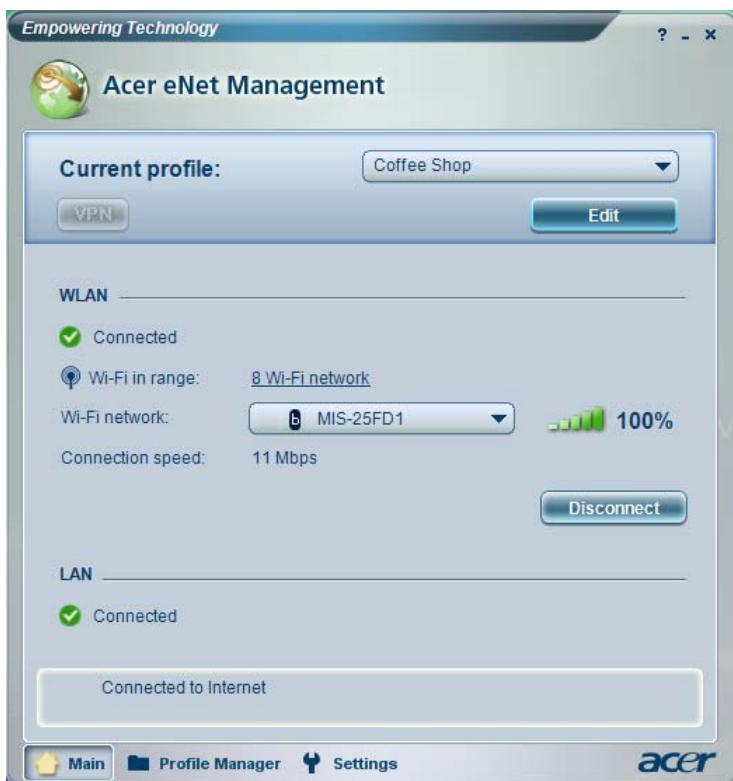 Empowering Technology
? - ×
Acer eNet Management
Current profile: Coffee Shop
VPN Edit
WLAN
Connected
Wi-Fi in range: 8 Wi-Fi network
Wi-Fi network: b MIS-25FD1 100%
Connection speed: 11 Mbps
Disconnect
LAN
Connected
Connected to Internet
Main Profile Manager Settings acer